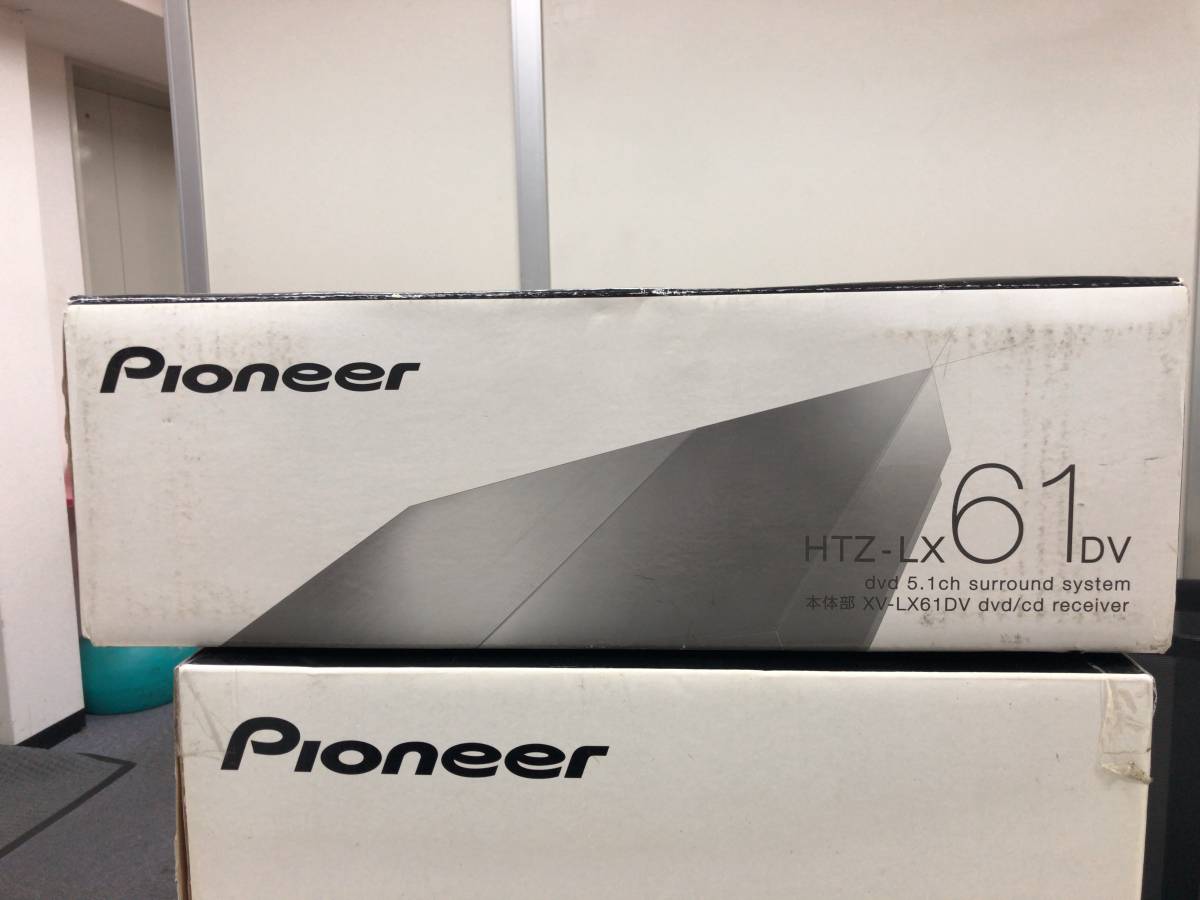 Pioneer
HTZ-LX61DV
dvd 5.1ch surround system
本体部 XV-LX61DV dvd/cd receiver
Pioneer